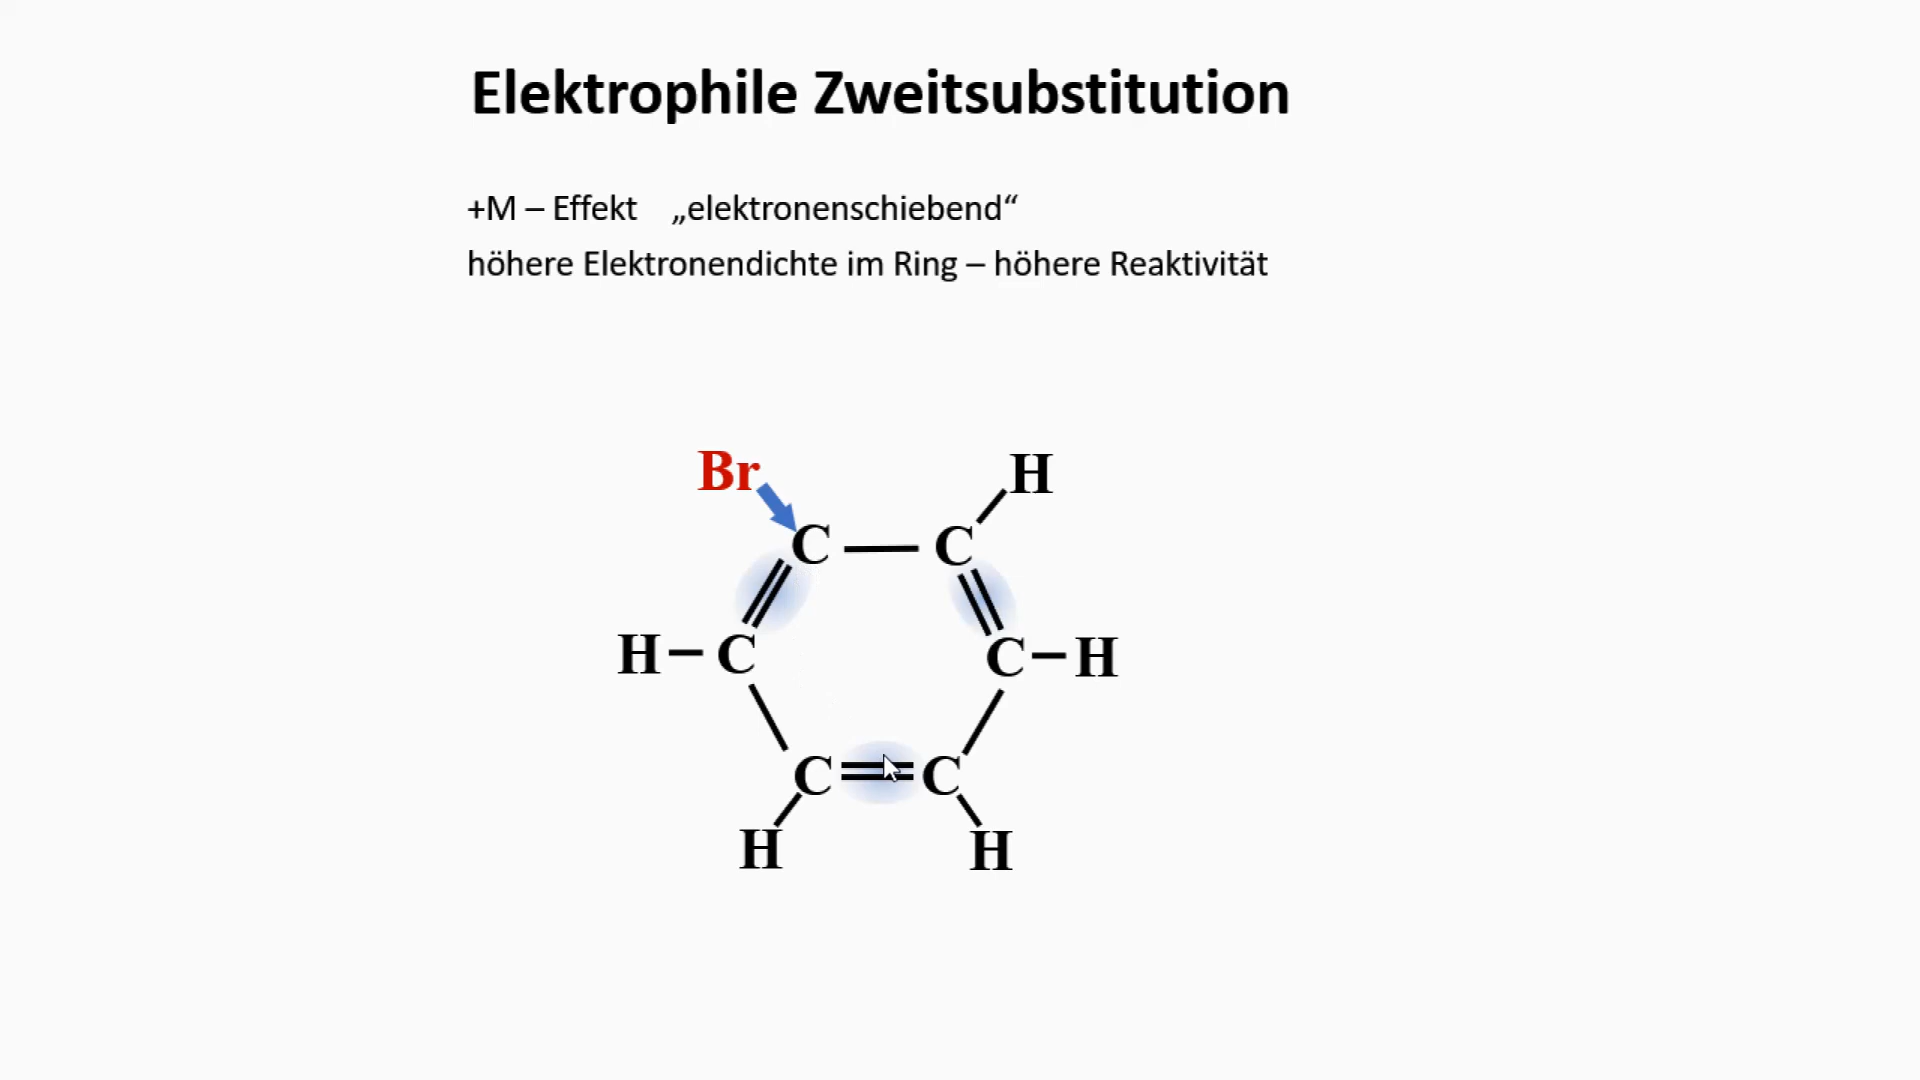 Elektrophile Zweitsubstitution
+M – Effekt „elektronenschiebend“
höhere Elektronendichte im Ring – höhere Reaktivität
Br H
C C
H C C H
C C
H H